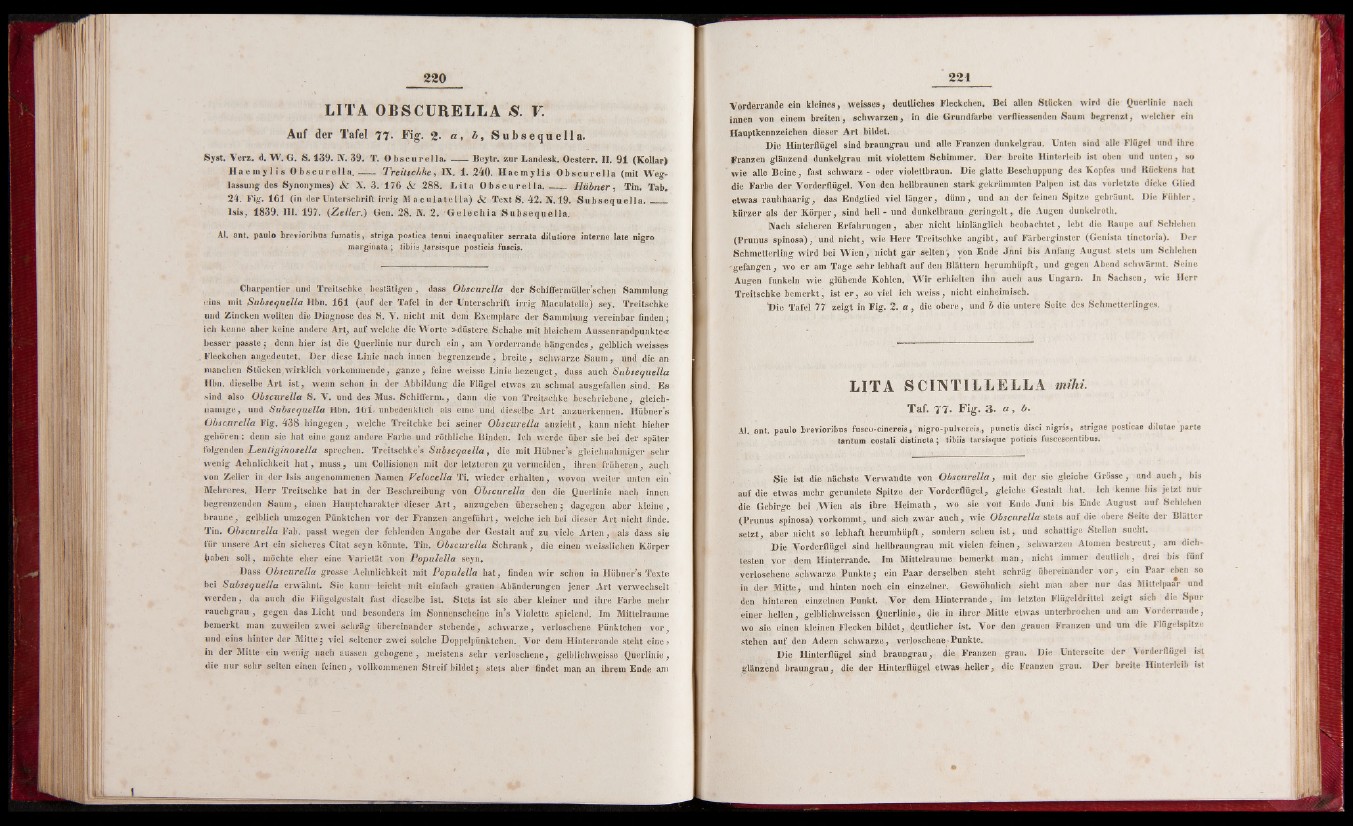 220
LITA OBSCURELLA S. V.
Auf der Tafel 77. Fig. 2. a, b, Subsequella.
Syst. Verz. d. W. G. S. 139. N. 39. T. Obscurella. —— Beytr. zur Landesk. Oesterr. II. 91 (Kollar)
Haemylis Obscurella. —— Treitschke, IX. 1. 240. Haemylis Obscurella (mit Weg-
lassung des Synonymes) & X. 3. 176 & 288. Lita Obscurella. —— Hübner, Tin. Tab.
24. Fig. 161 (in der Unterschrift irrig Maculatella) & Text S. 42. N. 19. Subsequella. ——
Isis, 1839. III. 197. (Zeller.) Gen. 28. N. 2. Gelechia Subsequella.
Al. ant. paulo brevioribus fumatis, striga postica tenui inaequaliter serrata dilutiore interne late nigro
marginata; tibiis tarsisque posticis fuscis.
Charpentier und Treitschke bestätigen, dass Obscurella der Schiffermüller'schen Sammlung
eins mit Subsequella Hbn. 161 (auf der Tafel in der Unterschrift irrig Maculatella) sey. Treitschke
und Zincken wollten die Diagnose des S. V. nicht mit dem Exemplare der Sammlung vereinbar finden;
ich kenne aber keine andere Art, auf welche die Worte »düstere Schabe mit bleichem Aussenrandpunkte«
besser passte; denn hier ist die Querlinie nur durch ein, am Vorderrande hängendes, gelblich weisses
Fleckchen angedeutet. Der diese Linie nach innen begrenzende, breite, schwarze Saum, und die an
manchen Stücken wirklich vorkommende, ganze, feine weisse Linie bezeuget, dass auch Subsequella
Hbn. dieselbe Art ist, wenn schon in der Abbildung die Flügel etwas zu schmal ausgefallen sind. Es
sind also Obscurella S. V. und des Mus. Schifferm., dann die von Treitschke beschriebene, gleich-
namige, und Subsequella Hbn. 161 unbedenklich als eine und dieselbe Art anzuerkennen. Hübner's
Obscurella Fig. 438 hingegen, welche Treitchke bei seiner Obscurella anzieht, kann nicht hieher
gehören; denn sie hat eine ganz andere Farbe und röthliche Binden. Ich werde über sie bei der später
folgenden Lentiginosella sprechen. Treitschke's Subseqaella, die mit Hübner's gleichnahmiger sehr
wenig Aehnlichkeit hat, muss, um Collisionen mit der letzteren zu vermeiden, ihren früheren, auch
von Zeller in der Isis angenommenen Namen Velocella Ti. wieder erhalten, wovon weiter unten ein
Mehreres. Herr Treitschke hat in der Beschreibung von Obscurella den die Querlinie nach innen
begrenzenden Saum, einen Hauptcharakter dieser Art, anzugeben übersehen; dagegen aber kleine,
braune, gelblich umzogen Pünktchen vor der Franzen angeführt, welche ich bei dieser Art nicht finde.
Tin. Obscurella Fab. passt wegen der fehlenden Angabe der Gestalt auf zu viele Arten, als dass sie
für unsere Art ein sicheres Citat seyn könnte. Tin. Obscurella Schrank, die einen weisslichen Körper
haben soll, möchte eher eine Varietät von Populella seyn.
Dass Obscurella grosse Aehnlichkeit mit Populella hat, finden wir schon in Hübner's Texte
bei Subsequella erwähnt. Sie kann leicht mit einfach grauen Abänderungen jener Art verwechselt
werden, da auch die Flügelgestalt fast dieselbe ist. Stets ist sie aber kleiner und ihre Farbe mehr
rauchgrau, gegen das Licht und besonders im Sonnenscheine in's Violette spielend. Im Mittelraume
bemerkt man zuweilen zwei schräg übereinander stehende, schwarze, verloschene Pünktchen vor,
und eins hinter der Mitte; viel seltener zwei solche Doppelpünktchen. Vor dem Hinterrande steht eine,
in der Mitte ein wenig nach aussen gebogene, meistens sehr verloschene, gelblichweisse Querlinie,
die nur sehr selten einen feinen, vollkommenen Streif bildet; stets aber findet man an ihrem Ende am
221
Vorderrande ein kleines, weisses, deutliches Fleckchen. Bei allen Stücken wird die Querlinie nach
innen von einem breiten, schwarzen, in die Grundfarbe verfliessenden Saum begrenzt, welcher ein
Hauptkennzeichen dieser Art bildet.
Die Hinterflügel sind braungrau und alle Franzen dunkelgrau. Unten sind alle Flügel und ihre
Franzen glänzend dunkelgrau mit violettem Schimmer. Der breite Hinterleib ist oben und unten, so
wie alle Beine, fast schwarz - oder violettbraun. Die glatte Beschuppung des Kopfes und Rückens hat
die Farbe der Vorderflügel. Von den hellbraunen stark gekrümmten Palpen ist das vorletzte dicke Glied
etwas rauhhaarig, das Endglied viel länger, dünn, und an der feinen Spitze gebräunt. Die Fühler,
kürzer als der Körper, sind hell - und dunkelbraun geringelt, die Augen dunkelroth.
Nach sicheren Erfahrungen, aber nicht hinlänglich beobachtet, lebt die Raupe auf Schlehen
(Prunus spinosa), und nicht, wie Herr Treitschke angibt, auf Färberginster (Genista tinctoria). Der
Schmetterling wird bei Wien, nicht gar selten, von Ende Juni bis Anfang August stets um Schlehen
gefangen, wo er am Tage sehr lebhaft auf den Blättern herumhüpft, und gegen Abend schwärmt. Seine
Augen funkeln wie glühende Kohlen. Wir erhielten ihn auch aus Ungarn. In Sachsen, wie Herr
Treitschke bemerkt, ist er, so viel ich weiss, nicht einheimisch.
Die Tafel 77 zeigt in Fig. 2. a, die obere, und b die untere Seite des Schmetterlinges.
LITA SCINTILLELLA mihi.
Taf. 77. Fig. 3. a, b.
Al. ant. paulo brevioribus fusco-cinereis, nigro-pulvereis, punctis disci nigris, strigae posticae dilutae parte
tantum costali distincta; tibiis tarsisque poticis fuscescentibus.
Sie ist die nächste Verwandte von Obscurella, mit der sie gleiche Grösse, und auch, bis
auf die etwas mehr gerundete Spitze der Vorderflügel, gleiche Gestalt hat. Ich kenne bis jetzt nur
die Gebirge bei Wien als ihre Heimath, wo sie von Ende Juni bis Ende August auf Schlehen
(Prunus spinosa) vorkommt, und sich zwar auch, wie Obscurella stets auf die obere Seite der Blätter
setzt, aber nicht so lebhaft herumhüpft, sondern scheu ist, und schattige Stellen sucht.
Die Vorderflügel sind hellbraungrau mit vielen feinen, schwarzen Atomen bestreut, am dich-
testen vor dem Hinterrande. Im Mittelraume bemerkt man, nicht immer deutlich, drei bis fünf
verloschene schwarze Punkte; ein Paar derselben steht schräg übereinander vor, ein Paar eben so
in der Mitte, und hinten noch ein einzelner. Gewöhnlich sieht man aber nur das Mittelpaar und
den hinteren einzelnen Punkt. Vor dem Hinterrande, im letzten Flügeldrittel zeigt sich die Spur
einer hellen, gelblichweissen Querlinie, die in ihrer Mitte etwas unterbrochen und am Vorderrande,
wo sie einen kleinen Flecken bildet, deutlicher ist. Vor den grauen Franzen und um die Flügelspitze
stehen auf den Adern schwarze, verloschene Punkte.
Die Hinterflügel sind braungrau, die Franzen grau. Die Unterseite der Vorderflügel ist
glänzend braungrau, die der Hinterflügel etwas heller, die Franzen grau. Der breite Hinterleib ist